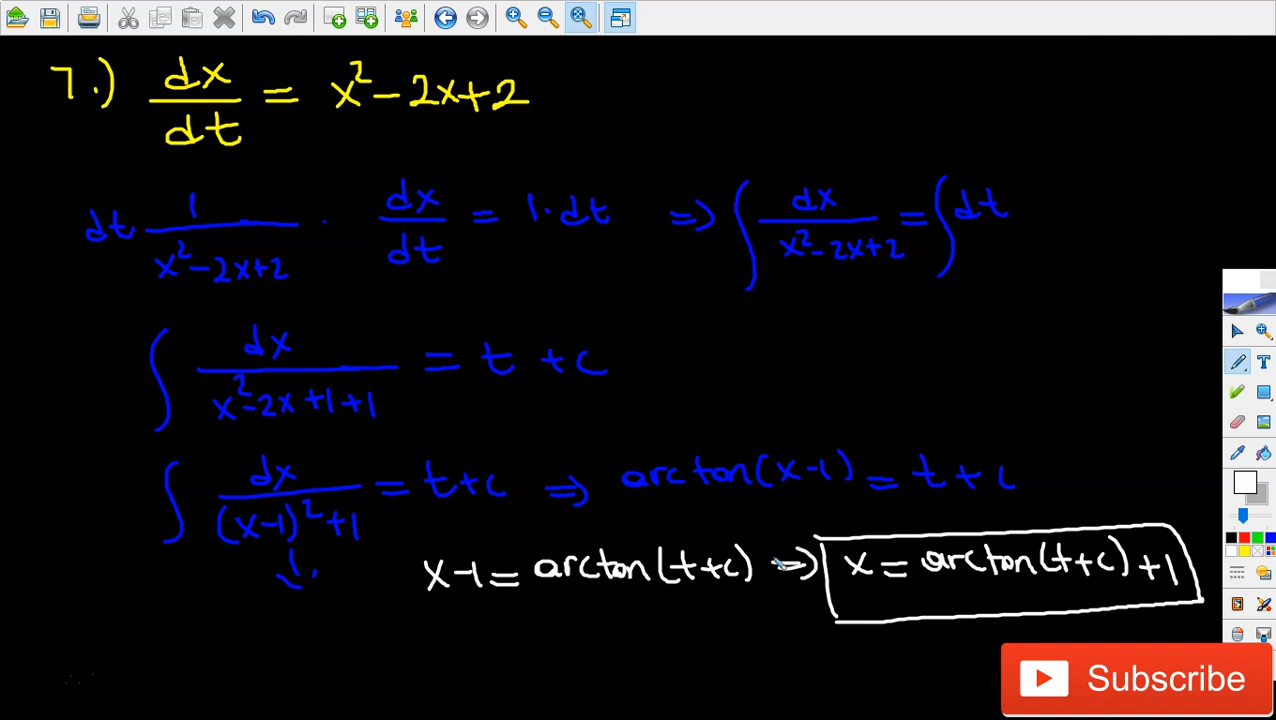 7.) dx/dt = x² - 2x + 2
dt 1/(x² - 2x + 2) · dx/dt = 1 · dt => ∫ dx/(x² - 2x + 2) = ∫ dt
∫ dx/(x² - 2x + 1 + 1) = t + c
∫ dx/((x-1)² + 1) = t + c => arctan(x-1) = t + c
x - 1 = arctan(t + c) => x = arctan(t + c) + 1
Subscribe